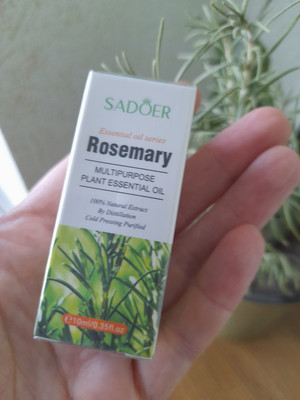 SADOER
Essential oil series
Rosemary
MULTIPURPOSE
PLANT ESSENTIAL OIL
100% Natural Extract
By Distillation
Cold Pressing Purified
℮10ml/0.35fl.oz